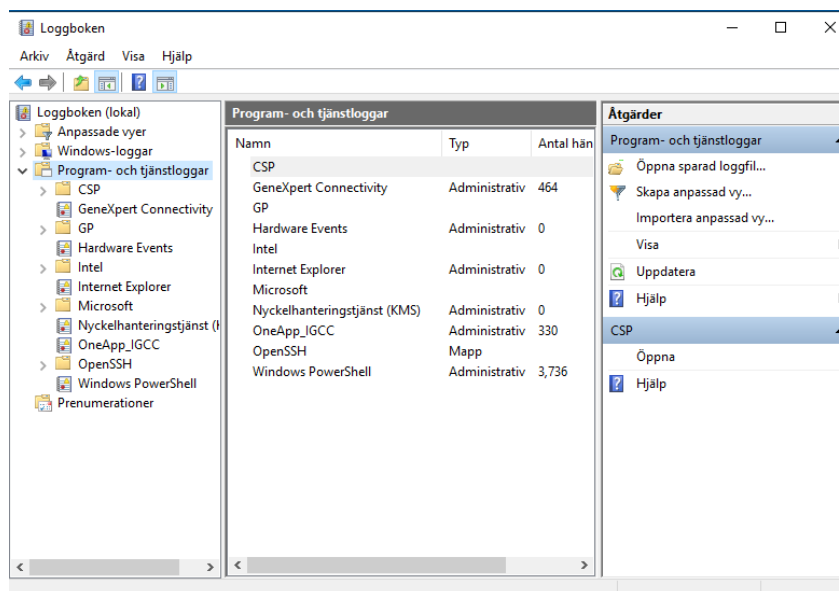 Loggboken
Arkiv Åtgärd Visa Hjälp
Loggboken (lokal)
Anpassade vyer
Windows-loggar
Program- och tjänstloggar
CSP
GeneXpert Connectivity
GP
Hardware Events
Intel
Internet Explorer
Microsoft
Nyckelhanteringstjänst (
OneApp_IGCC
OpenSSH
Windows PowerShell
Prenumerationer
Program- och tjänstloggar
Namn Typ Antal hän
CSP
GeneXpert Connectivity Administrativ 464
GP
Hardware Events Administrativ 0
Intel
Internet Explorer Administrativ 0
Microsoft
Nyckelhanteringstjänst (KMS) Administrativ 0
OneApp_IGCC Administrativ 330
OpenSSH Mapp
Windows PowerShell Administrativ 3,736
Åtgärder
Program- och tjänstloggar
Öppna sparad loggfil...
Skapa anpassad vy...
Importera anpassad vy...
Visa
Uppdatera
Hjälp
CSP
Öppna
Hjälp